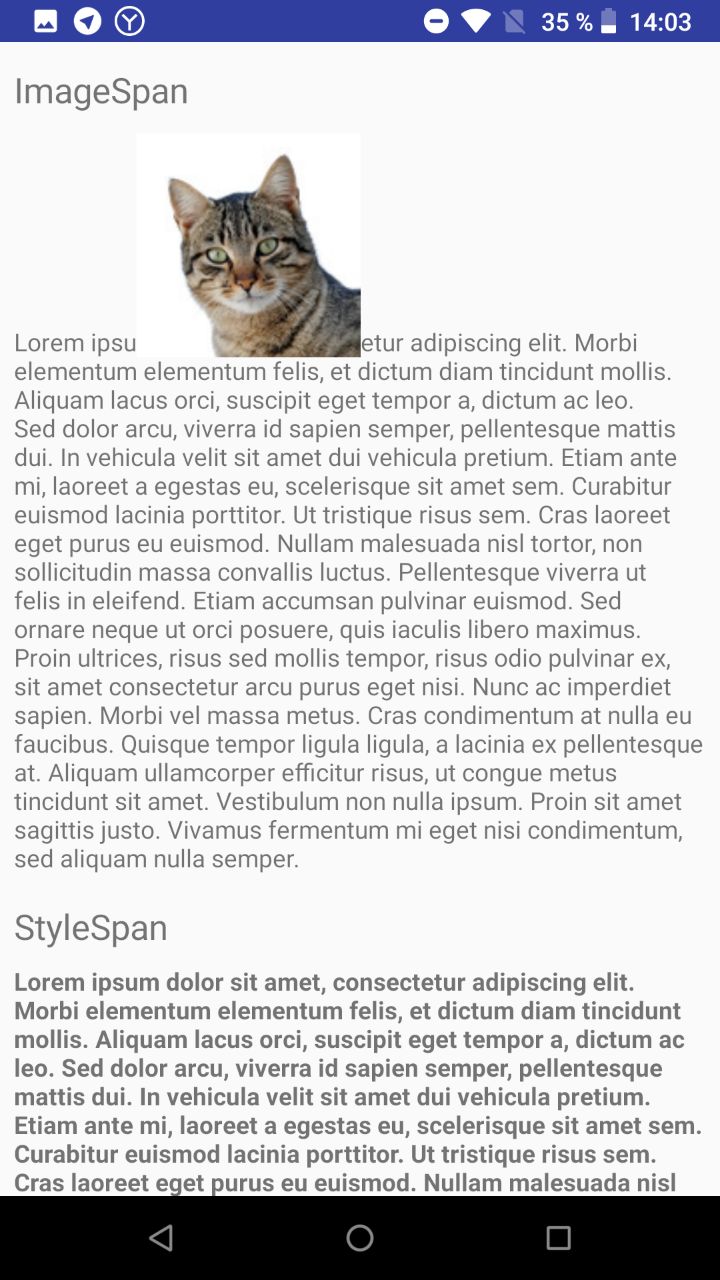 35 % 14:03
ImageSpan
Lorem ipsu etur adipiscing elit. Morbi
elementum elementum felis, et dictum diam tincidunt mollis.
Aliquam lacus orci, suscipit eget tempor a, dictum ac leo.
Sed dolor arcu, viverra id sapien semper, pellentesque mattis
dui. In vehicula velit sit amet dui vehicula pretium. Etiam ante
mi, laoreet a egestas eu, scelerisque sit amet sem. Curabitur
euismod lacinia porttitor. Ut tristique risus sem. Cras laoreet
eget purus eu euismod. Nullam malesuada nisl tortor, non
sollicitudin massa convallis luctus. Pellentesque viverra ut
felis in eleifend. Etiam accumsan pulvinar euismod. Sed
ornare neque ut orci posuere, quis iaculis libero maximus.
Proin ultrices, risus sed mollis tempor, risus odio pulvinar ex,
sit amet consectetur arcu purus eget nisi. Nunc ac imperdiet
sapien. Morbi vel massa metus. Cras condimentum at nulla eu
faucibus. Quisque tempor ligula ligula, a lacinia ex pellentesque
at. Aliquam ullamcorper efficitur risus, ut congue metus
tincidunt sit amet. Vestibulum non nulla ipsum. Proin sit amet
sagittis justo. Vivamus fermentum mi eget nisi condimentum,
sed aliquam nulla semper.
StyleSpan
Lorem ipsum dolor sit amet, consectetur adipiscing elit.
Morbi elementum elementum felis, et dictum diam tincidunt
mollis. Aliquam lacus orci, suscipit eget tempor a, dictum ac
leo. Sed dolor arcu, viverra id sapien semper, pellentesque
mattis dui. In vehicula velit sit amet dui vehicula pretium.
Etiam ante mi, laoreet a egestas eu, scelerisque sit amet sem.
Curabitur euismod lacinia porttitor. Ut tristique risus sem.
Cras laoreet eget purus eu euismod. Nullam malesuada nisl